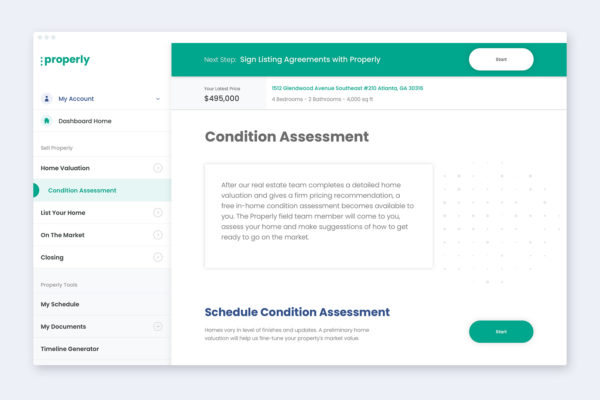 properly
Next Step: Sign Listing Agreements with Properly
Start
Your Latest Price
$495,000
1512 Glendwood Avenue Southeast #210 Atlanta, GA 30316
4 Bedrooms - 3 Bathrooms - 4,000 sq ft
My Account
Dashboard Home
Sell Properly
Home Valuation
Condition Assessment
List Your Home
On The Market
Closing
Properly Tools
My Schedule
My Documents
Timeline Generator
Condition Assessment
After our real estate team completes a detailed home
valuation and gives a firm pricing recommendation, a
free in-home condition assessment becomes available to
you. The Properly field team member will come to you,
assess your home and make suggesstions of how to get
ready to go on the market.
Schedule Condition Assessment
Homes vary in level of finishes and updates. A preliminary home
valuation will help us fine-tune your property's market value
Start